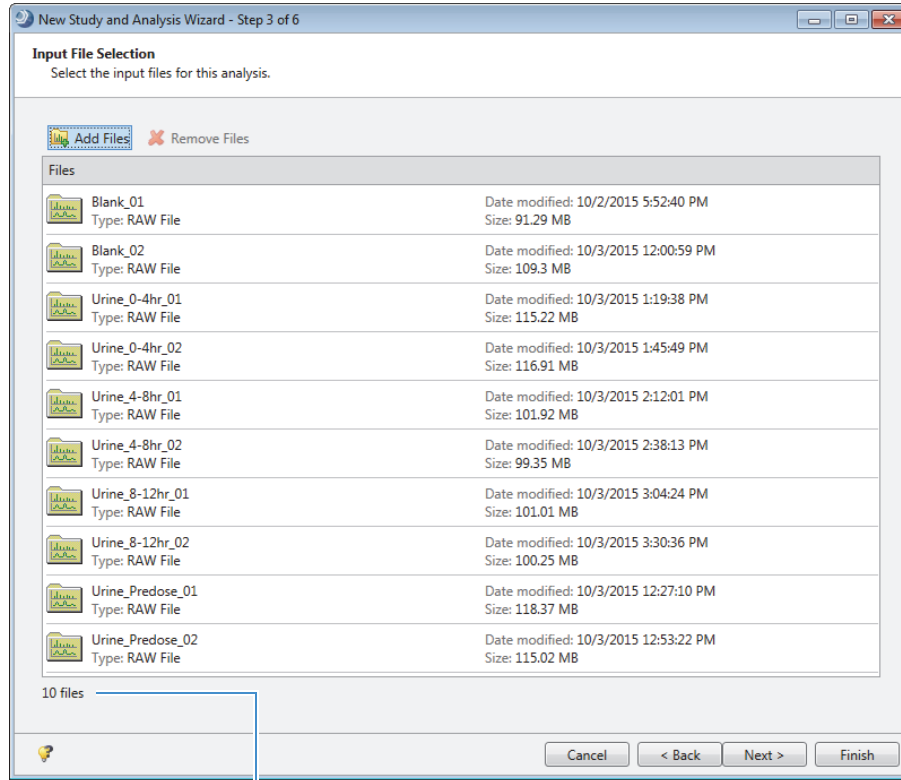 New Study and Analysis Wizard - Step 3 of 6
Input File Selection
Select the input files for this analysis.
Add Files Remove Files
Files
Blank_01 Date modified: 10/2/2015 5:52:40 PM
Type: RAW File Size: 91.29 MB
Blank_02 Date modified: 10/3/2015 12:00:59 PM
Type: RAW File Size: 109.3 MB
Urine_0-4hr_01 Date modified: 10/3/2015 1:19:38 PM
Type: RAW File Size: 115.22 MB
Urine_0-4hr_02 Date modified: 10/3/2015 1:45:49 PM
Type: RAW File Size: 116.91 MB
Urine_4-8hr_01 Date modified: 10/3/2015 2:12:01 PM
Type: RAW File Size: 101.92 MB
Urine_4-8hr_02 Date modified: 10/3/2015 2:38:13 PM
Type: RAW File Size: 99.35 MB
Urine_8-12hr_01 Date modified: 10/3/2015 3:04:24 PM
Type: RAW File Size: 101.01 MB
Urine_8-12hr_02 Date modified: 10/3/2015 3:30:36 PM
Type: RAW File Size: 100.25 MB
Urine_Predose_01 Date modified: 10/3/2015 12:27:10 PM
Type: RAW File Size: 118.37 MB
Urine_Predose_02 Date modified: 10/3/2015 12:53:22 PM
Type: RAW File Size: 115.02 MB
10 files
Cancel < Back Next > Finish